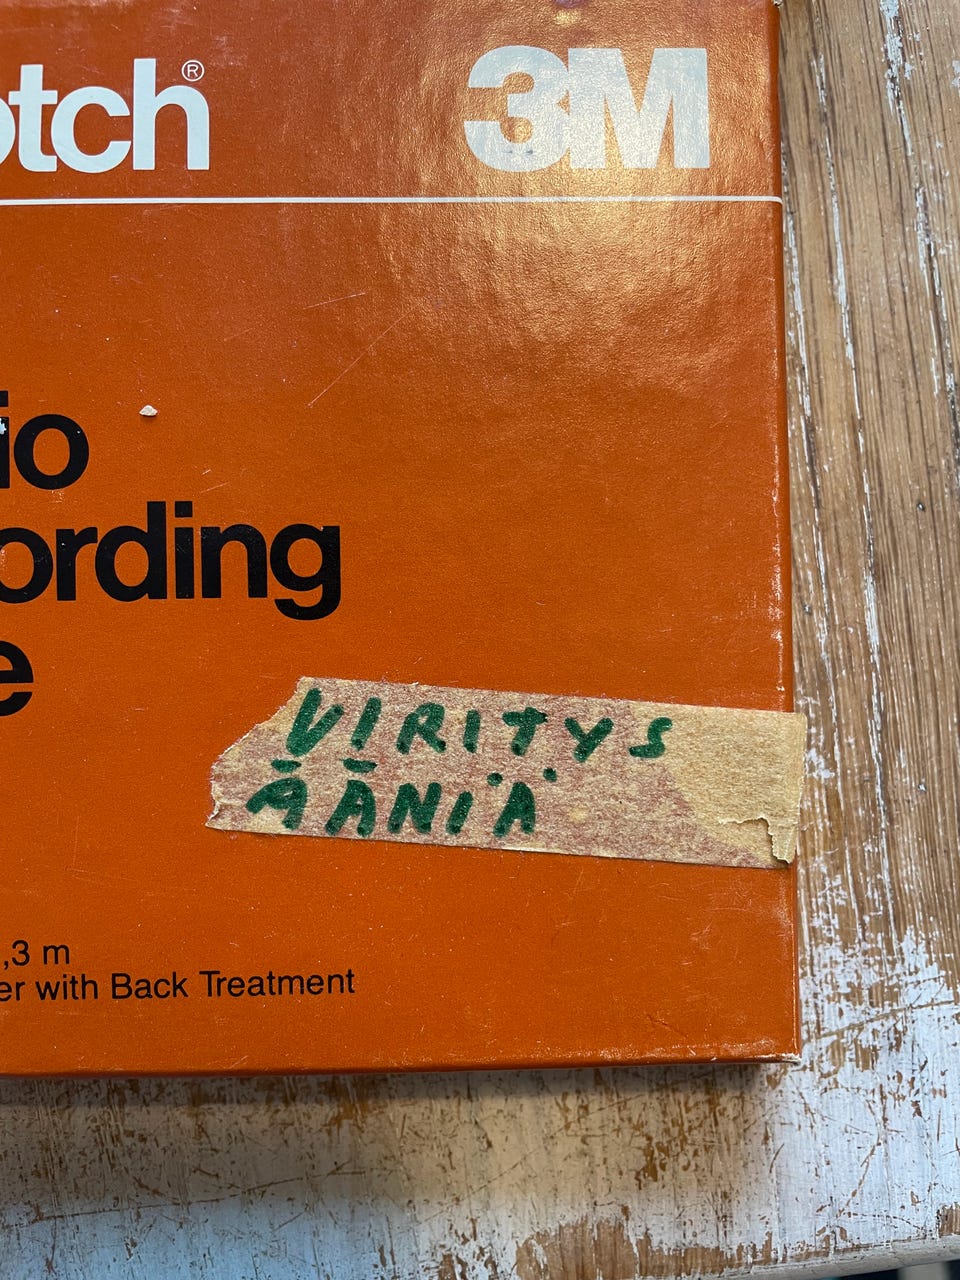 otch® 3M
io
ording
e
VIRITYS
ÄÄNIÄ
,3 m
er with Back Treatment